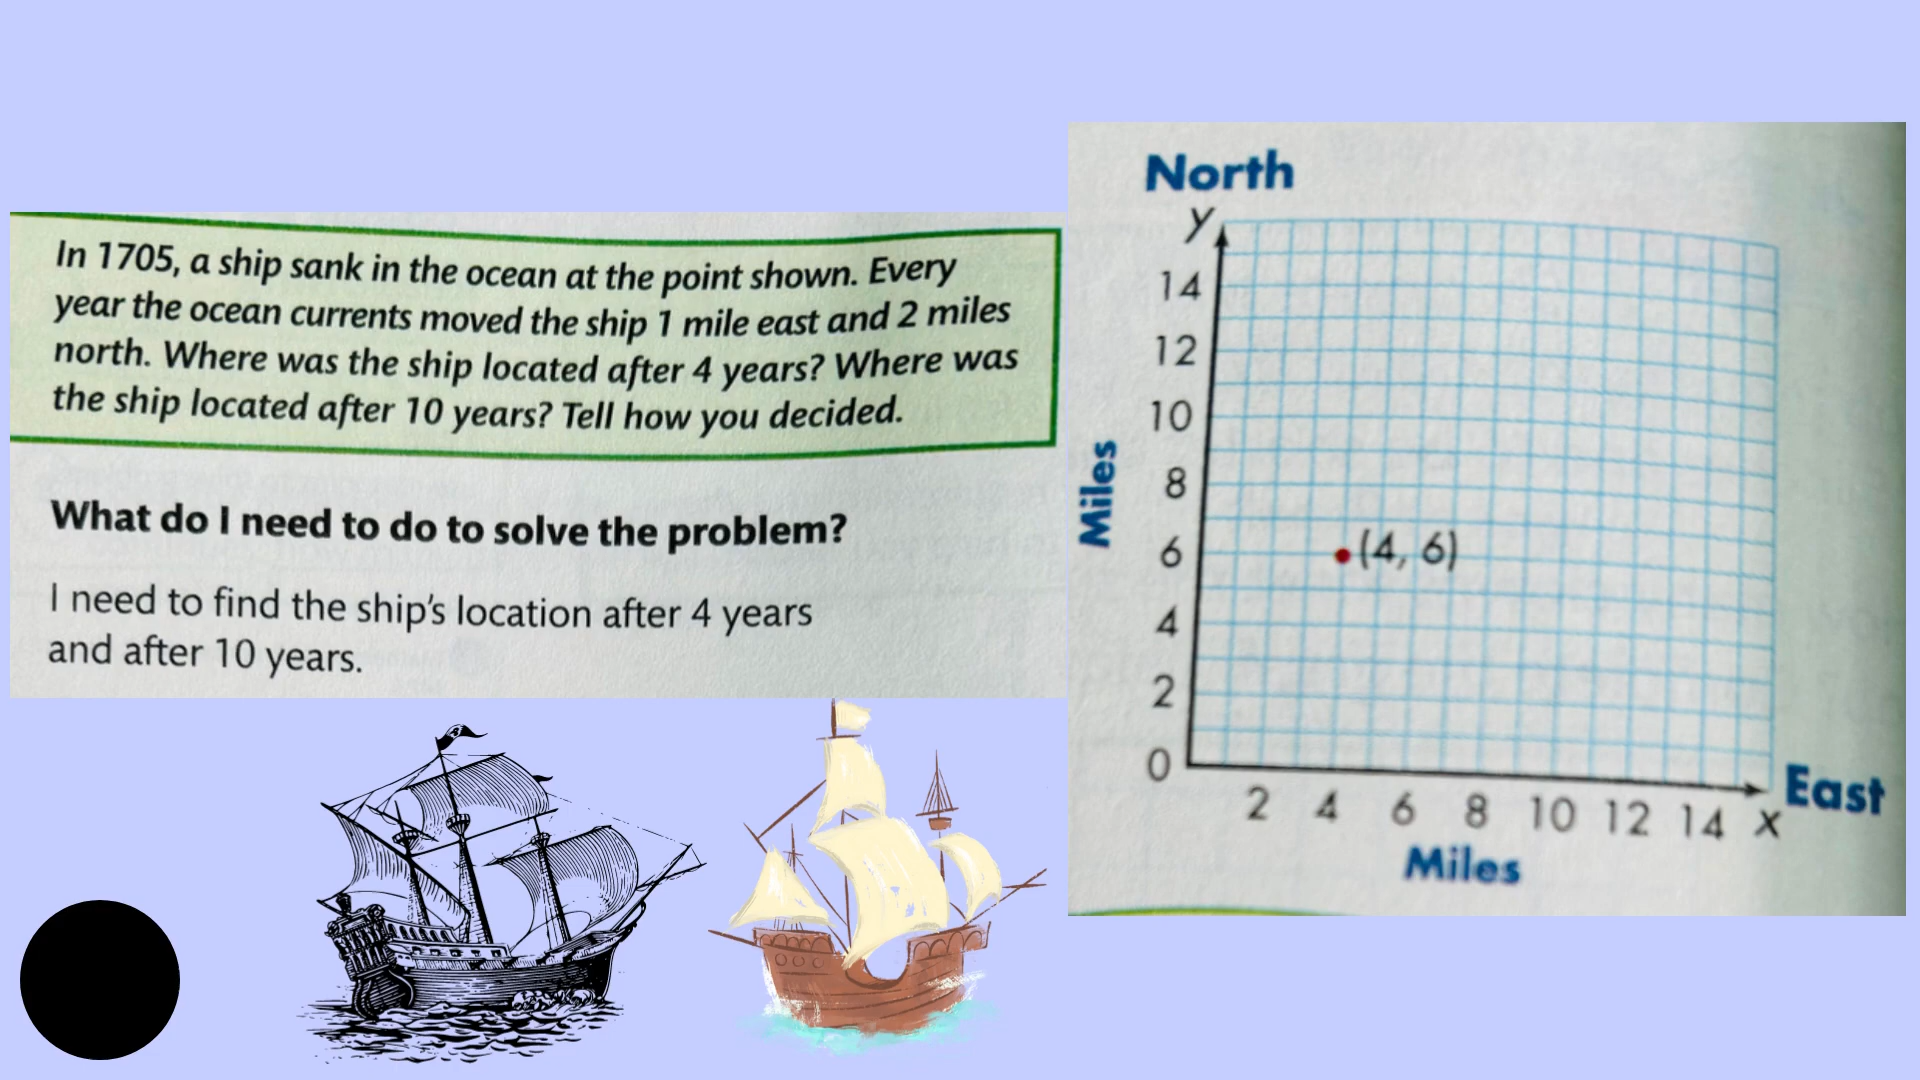 In 1705, a ship sank in the ocean at the point shown. Every
year the ocean currents moved the ship 1 mile east and 2 miles
north. Where was the ship located after 4 years? Where was
the ship located after 10 years? Tell how you decided.
What do I need to do to solve the problem?
I need to find the ship's location after 4 years
and after 10 years.
North
y
14
12
10
8
6
4
2
0
Miles
(4, 6)
2 4 6 8 10 12 14 x
East
Miles